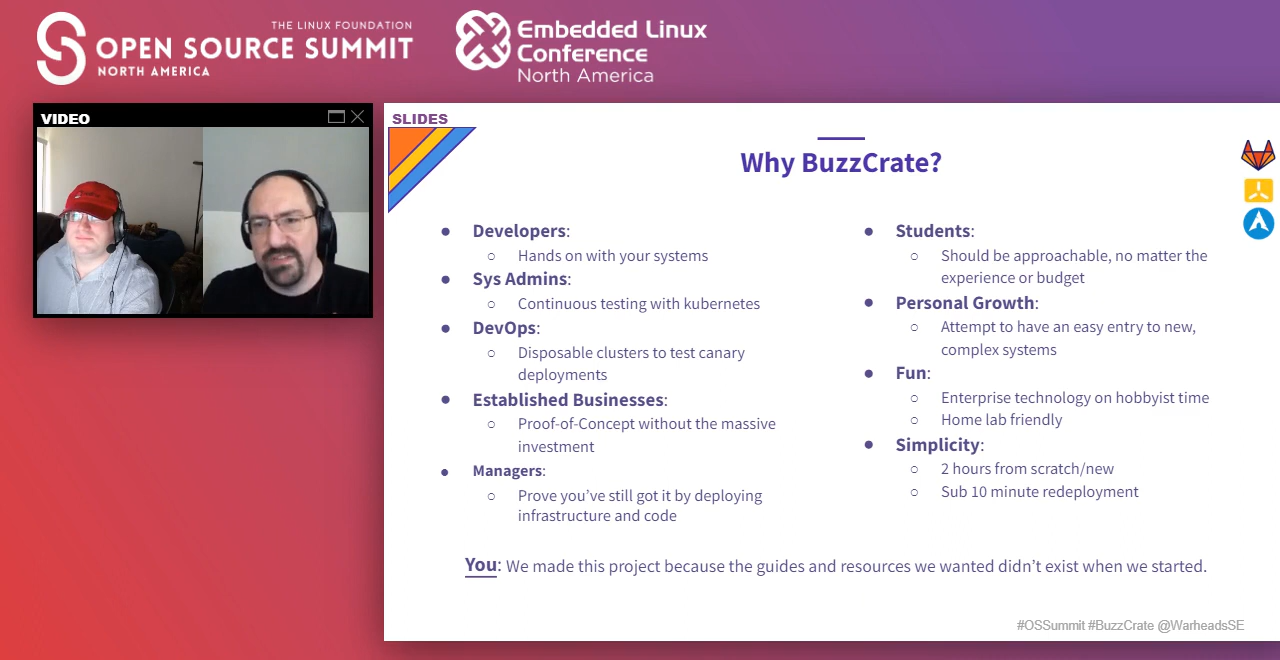 THE LINUX FOUNDATION
OPEN SOURCE SUMMIT
NORTH AMERICA
Embedded Linux
Conference
North America
VIDEO
SLIDES
Why BuzzCrate?
● Developers:
○ Hands on with your systems
● Sys Admins:
○ Continuous testing with kubernetes
● DevOps:
○ Disposable clusters to test canary
deployments
● Established Businesses:
○ Proof-of-Concept without the massive
investment
● Managers:
○ Prove you've still got it by deploying
infrastructure and code
● Students:
○ Should be approachable, no matter the
experience or budget
● Personal Growth:
○ Attempt to have an easy entry to new,
complex systems
● Fun:
○ Enterprise technology on hobbyist time
○ Home lab friendly
● Simplicity:
○ 2 hours from scratch/new
○ Sub 10 minute redeployment
You: We made this project because the guides and resources we wanted didn't exist when we started.
#OSSummit #BuzzCrate @WarheadsSE